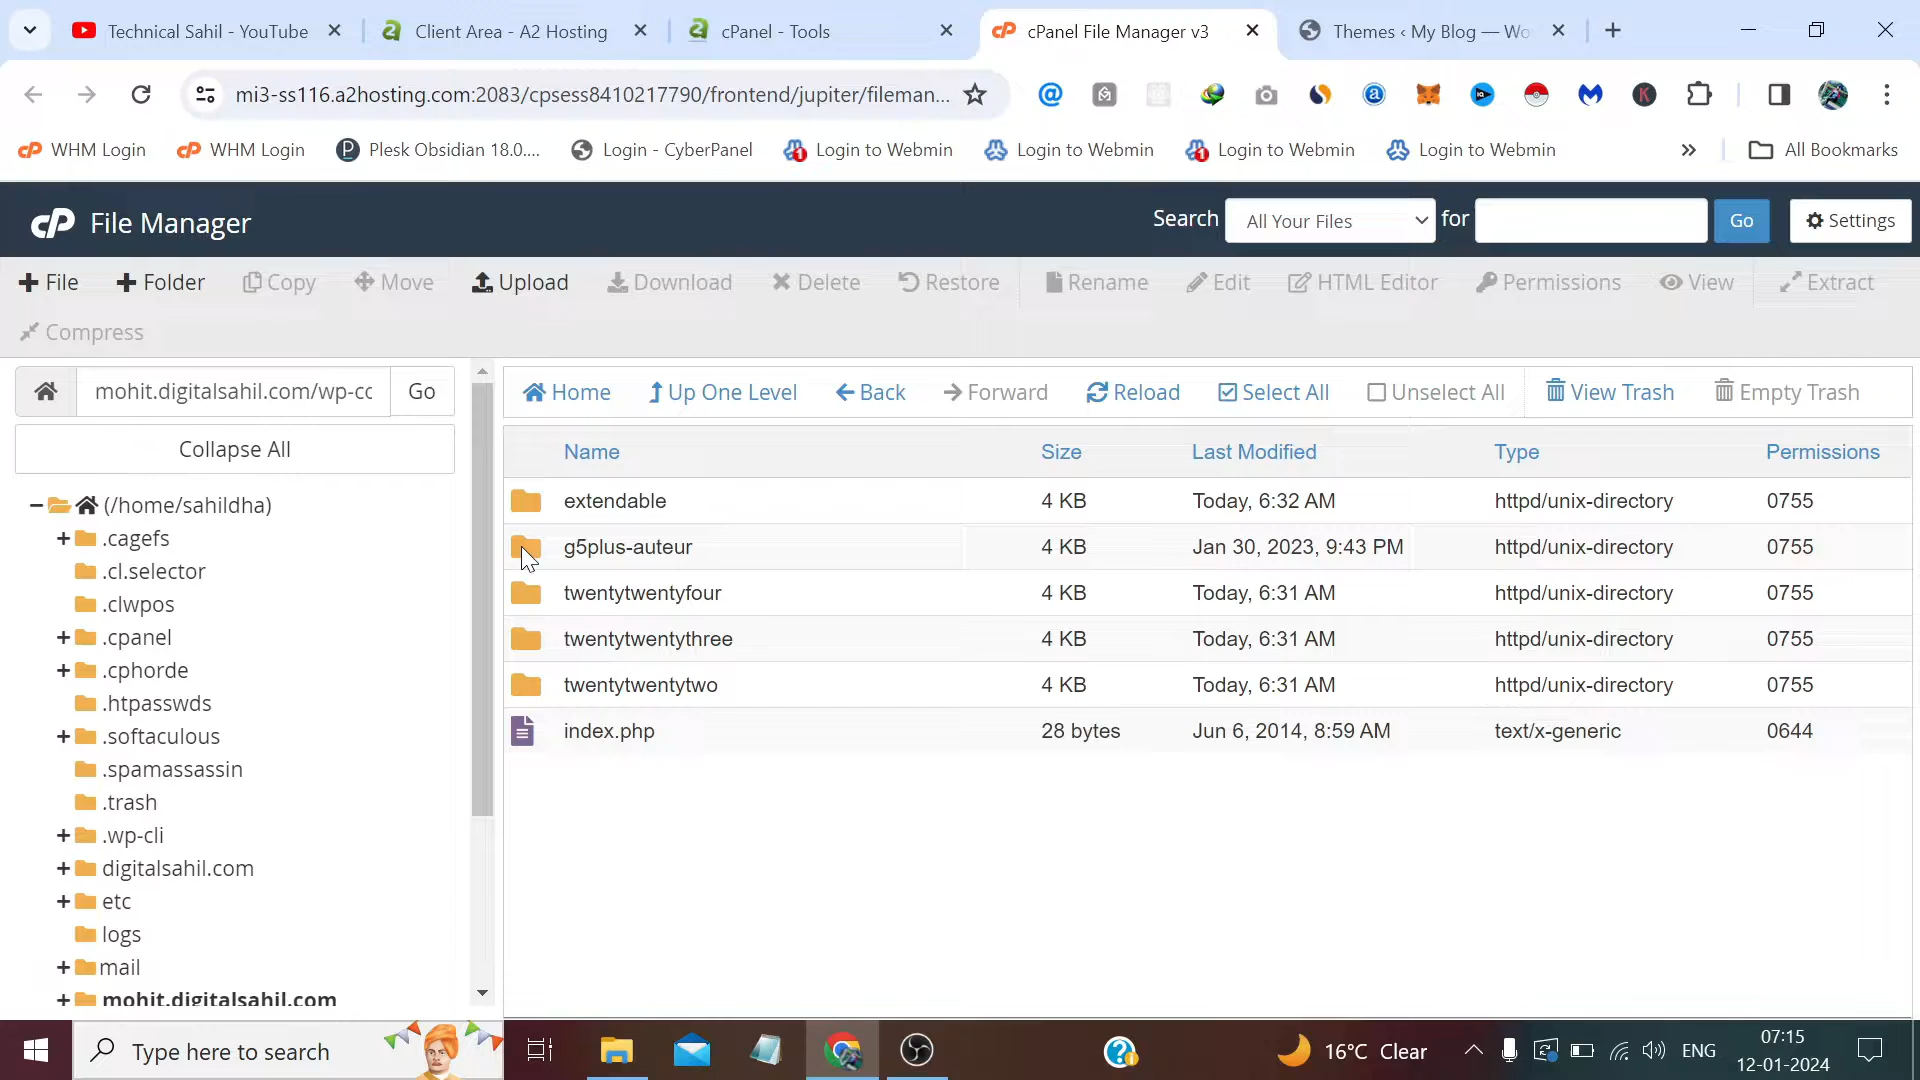 Technical Sahil - YouTube
Client Area - A2 Hosting
cPanel - Tools
cPanel File Manager v3
Themes ‹ My Blog — Wo
mi3-ss116.a2hosting.com:2083/cpsess8410217790/frontend/jupiter/fileman...
WHM Login
WHM Login
Plesk Obsidian 18.0....
Login - CyberPanel
Login to Webmin
Login to Webmin
Login to Webmin
Login to Webmin
All Bookmarks
cP File Manager
Search All Your Files for Go Settings
File Folder Copy Move Upload Download Delete Restore Rename Edit HTML Editor Permissions View Extract
Compress
mohit.digitalsahil.com/wp-cc Go
Collapse All
(/home/sahildha)
.cagefs
.cl.selector
.clwpos
.cpanel
.cphorde
.htpasswds
.softaculous
.spamassassin
.trash
.wp-cli
digitalsahil.com
etc
logs
mail
mohit.digitalsahil.com
Home Up One Level Back Forward Reload Select All Unselect All View Trash Empty Trash
Name Size Last Modified Type Permissions
extendable 4 KB Today, 6:32 AM httpd/unix-directory 0755
g5plus-auteur 4 KB Jan 30, 2023, 9:43 PM httpd/unix-directory 0755
twentytwentyfour 4 KB Today, 6:31 AM httpd/unix-directory 0755
twentytwentythree 4 KB Today, 6:31 AM httpd/unix-directory 0755
twentytwentytwo 4 KB Today, 6:31 AM httpd/unix-directory 0755
index.php 28 bytes Jun 6, 2014, 8:59 AM text/x-generic 0644
Type here to search
16°C Clear
ENG
07:15
12-01-2024